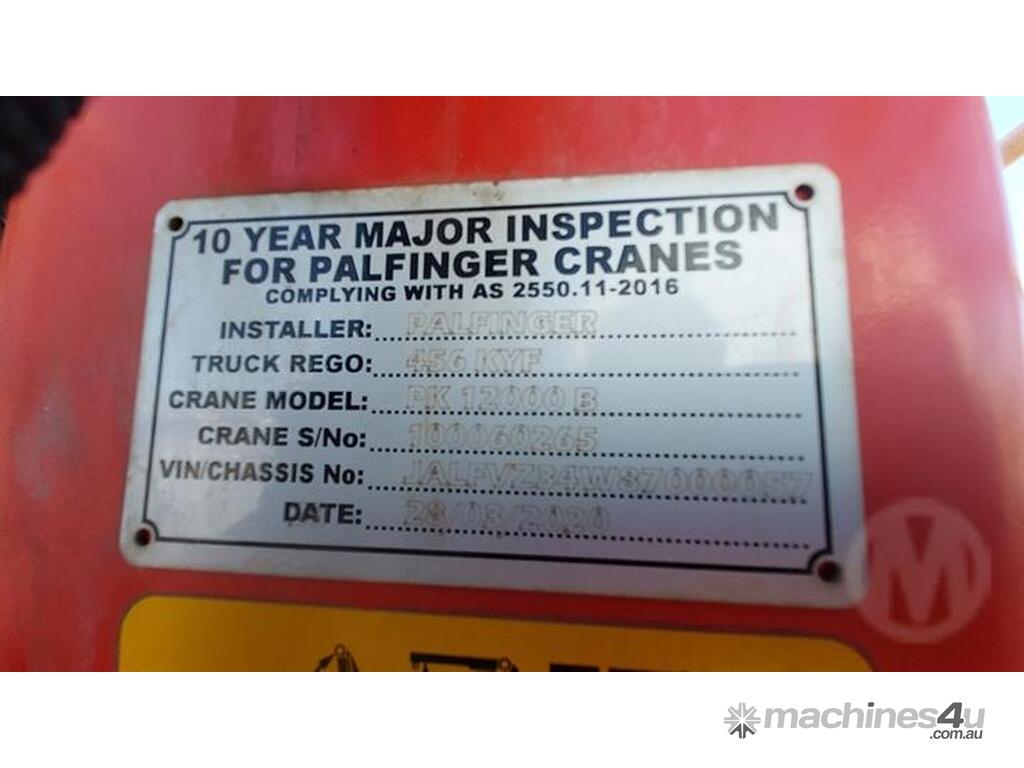 10 YEAR MAJOR INSPECTION
FOR PALFINGER CRANES
COMPLYING WITH AS 2550.11-2016
INSTALLER: PALFINGER
TRUCK REGO: 456 KYF
CRANE MODEL: PK 12000 B
CRANE S/No: 100060265
VIN/CHASSIS No: JALFVZ34W87000057
DATE: 28/03/2020
M
machines4u
.com.au